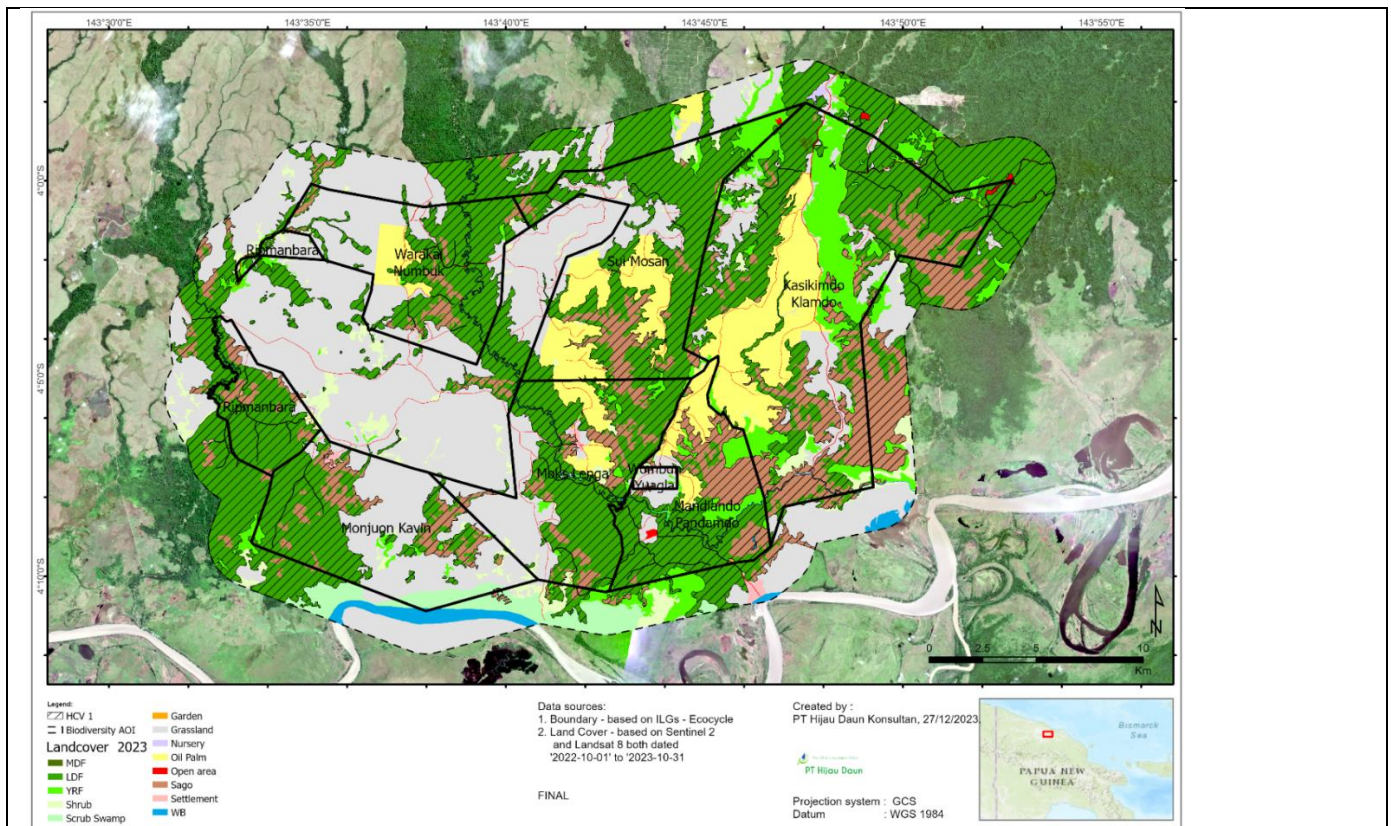 143°30'0"E 143°35'0"E 143°40'0"E 143°45'0"E 143°50'0"E 143°55'0"E
4°0'0"S
4°5'0"S
4°10'0"S
Ripmanbara
Warakai
Numbuk
Sui Mosan
Kasikimdo
Klamdo
Ripmanbara
Moks Lenga
Wombun
Yuagla
Mandlando
Pandamdo
Monjuon Kavin
N
0 2.5 5 10
Km
Legend:
HCV 1
Biodiversity AOI
Landcover 2023
MDF
LDF
YRF
Shrub
Scrub Swamp
Garden
Grassland
Nursery
Oil Palm
Open area
Sago
Settlement
WB
Data sources:
1. Boundary - based on ILGs - Ecocycle
2. Land Cover - based on Sentinel 2
and Landsat 8 both dated
'2022-10-01' to '2023-10-31
FINAL
Created by :
PT Hijau Daun Konsultan, 27/12/2023.
PT Hijau Daun
Projection system : GCS
Datum : WGS 1984
Bismarck
Sea
PAPUA NEW
GUINEA